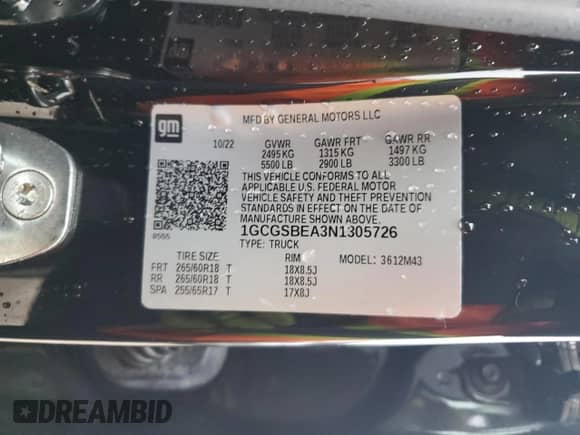 gm
MFD BY GENERAL MOTORS LLC
10/22 GVWR GAWR FRT GAWR RR
2495 KG 1315 KG 1497 KG
5500 LB 2900 LB 3300 LB
THIS VEHICLE CONFORMS TO ALL
APPLICABLE U.S. FEDERAL MOTOR
VEHICLE SAFETY AND THEFT PREVENTION
STANDARDS IN EFFECT ON THE DATE OF
MANUFACTURE SHOWN ABOVE.
1GCGSBEA3N1305726
TYPE: TRUCK
TIRE SIZE RIM MODEL: 3612M43
FRT 265/60R18 T 18X8.5J
RR 265/60R18 T 18X8.5J
SPA 255/65R17 T 17X8J
DREAMBID